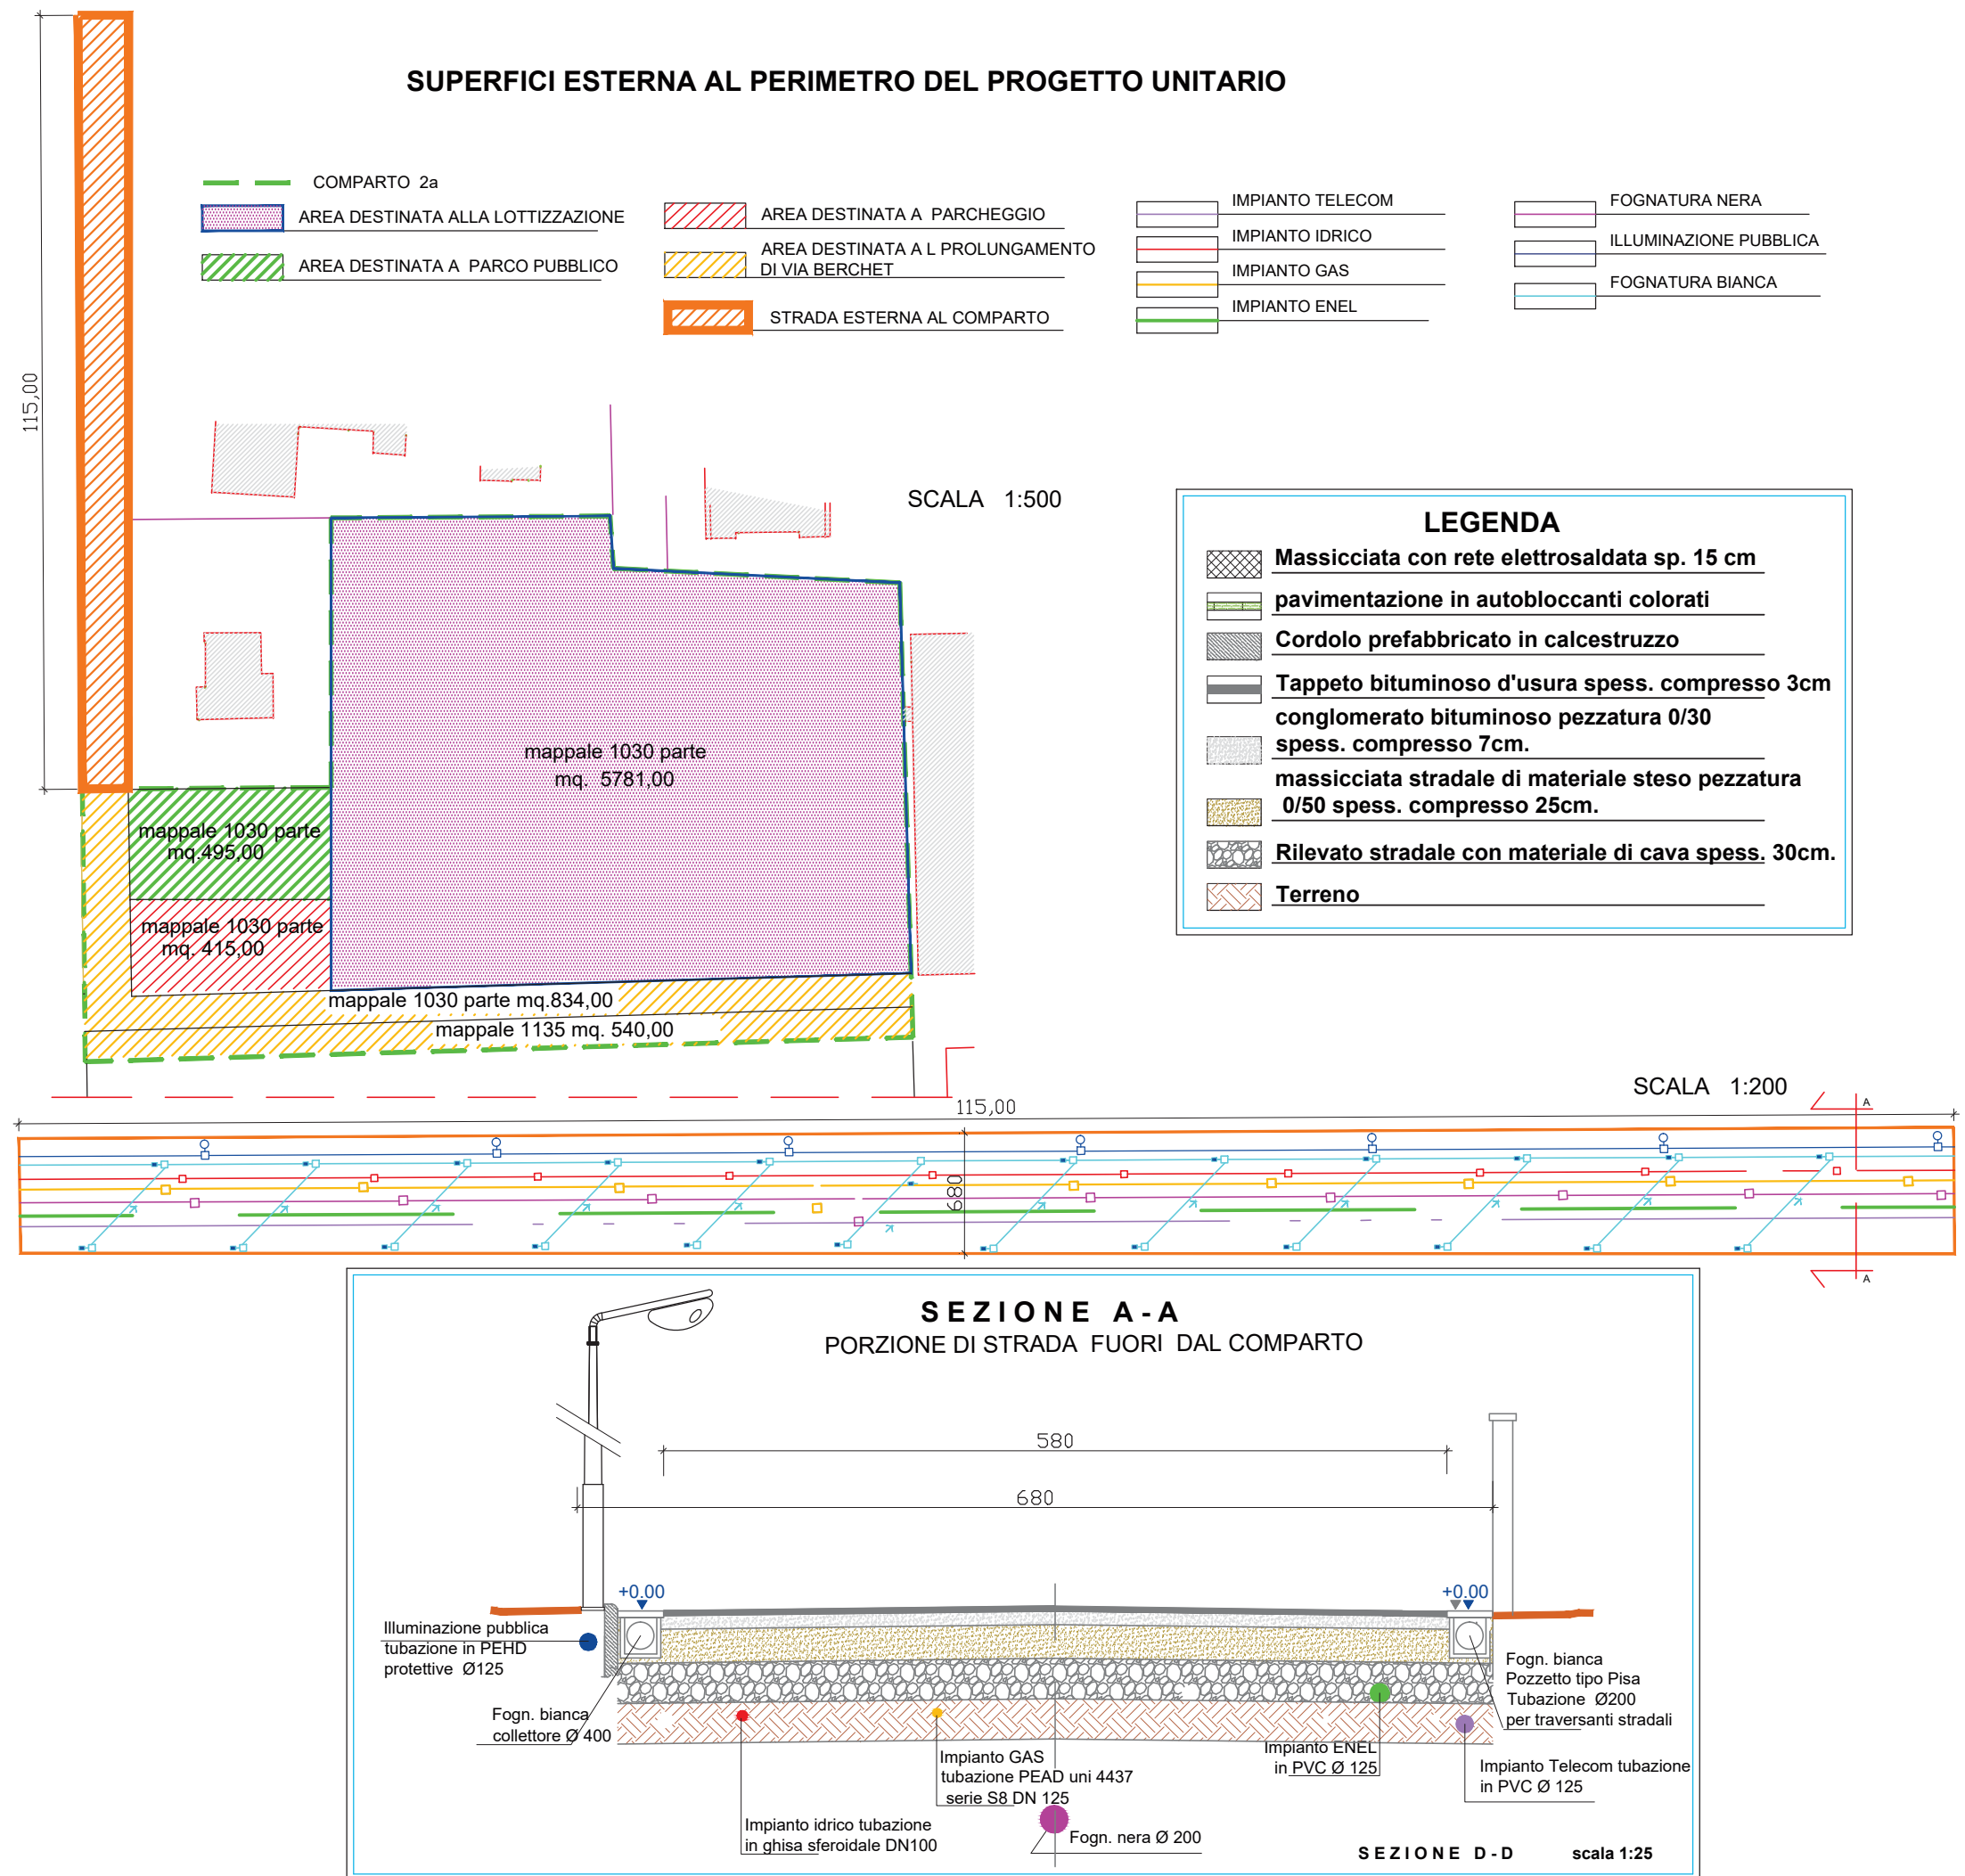 SUPERFICI ESTERNA AL PERIMETRO DEL PROGETTO UNITARIO
115,00
COMPARTO 2a
AREA DESTINATA ALLA LOTTIZZAZIONE
AREA DESTINATA A PARCO PUBBLICO
AREA DESTINATA A PARCHEGGIO
AREA DESTINATA A L PROLUNGAMENTO
DI VIA BERCHET
STRADA ESTERNA AL COMPARTO
IMPIANTO TELECOM
IMPIANTO IDRICO
IMPIANTO GAS
IMPIANTO ENEL
FOGNATURA NERA
ILLUMINAZIONE PUBBLICA
FOGNATURA BIANCA
SCALA 1:500
mappale 1030 parte
mq. 5781,00
mappale 1030 parte
mq.495,00
mappale 1030 parte
mq. 415,00
mappale 1030 parte mq.834,00
mappale 1135 mq. 540,00
LEGENDA
Massicciata con rete elettrosaldata sp. 15 cm
pavimentazione in autobloccanti colorati
Cordolo prefabbricato in calcestruzzo
Tappeto bituminoso d'usura spess. compresso 3cm
conglomerato bituminoso pezzatura 0/30
spess. compresso 7cm.
massicciata stradale di materiale steso pezzatura
0/50 spess. compresso 25cm.
Rilevato stradale con materiale di cava spess. 30cm.
Terreno
SCALA 1:200
115,00
A
680
A
SEZIONE A-A
PORZIONE DI STRADA FUORI DAL COMPARTO
580
680
+0.00
+0.00
Illuminazione pubblica
tubazione in PEHD
protettive Ø125
Fogn. bianca
collettore Ø 400
Impianto idrico tubazione
in ghisa sferoidale DN100
Impianto GAS
tubazione PEAD uni 4437
serie S8 DN 125
Fogn. nera Ø 200
Impianto ENEL
in PVC Ø 125
Fogn. bianca
Pozzetto tipo Pisa
Tubazione Ø200
per traversanti stradali
Impianto Telecom tubazione
in PVC Ø 125
SEZIONE D-D scala 1:25